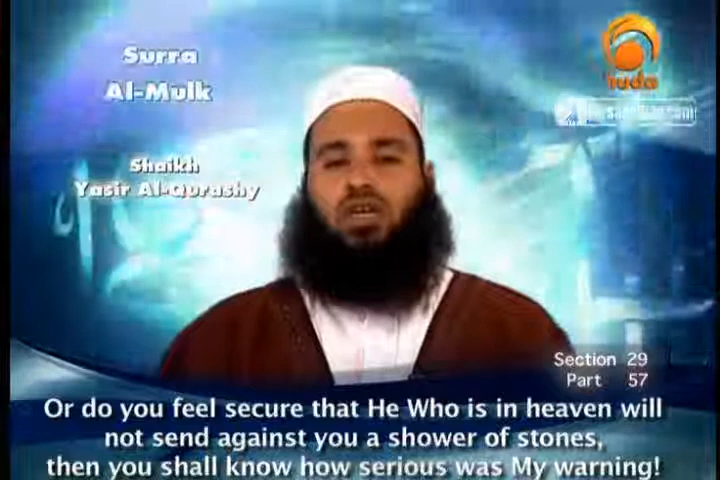 Surra
Al-Mulk
Huda
Shaikh
Yasir Al-Qurashy
Section 29
Part 57
Or do you feel secure that He Who is in heaven will
not send against you a shower of stones,
then you shall know how serious was My warning!